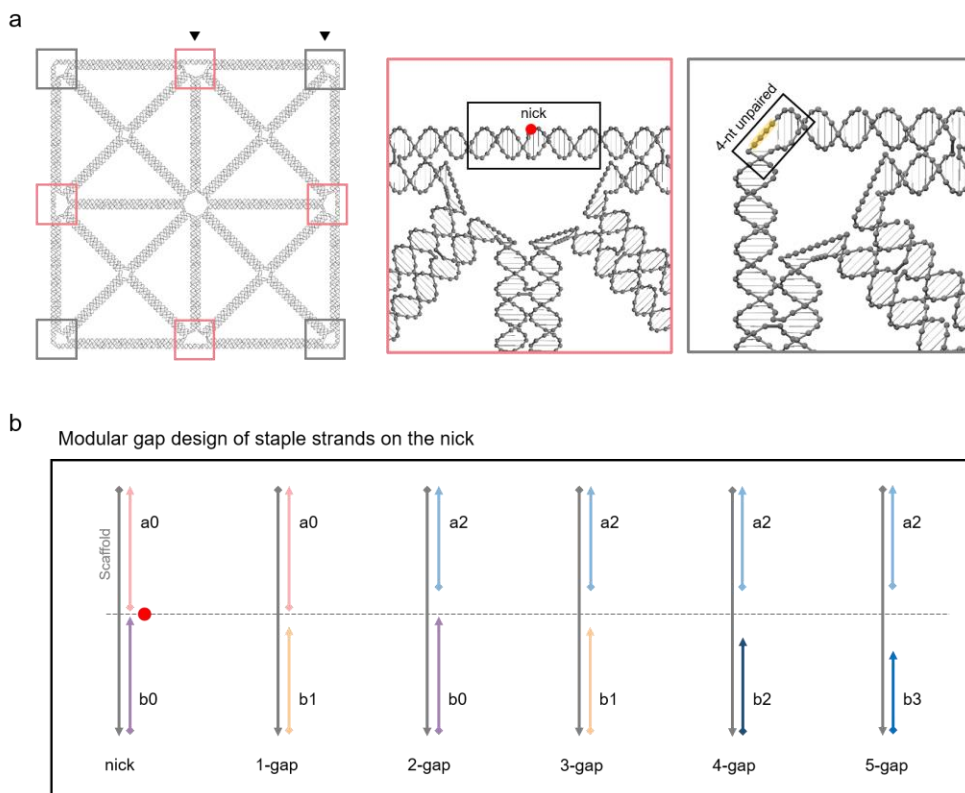 a
nick
4-nt unpaired
b
Modular gap design of staple strands on the nick
Scaffold
a0
a0
a2
a2
a2
a2
b0
b1
b0
b1
b2
b3
nick
1-gap
2-gap
3-gap
4-gap
5-gap